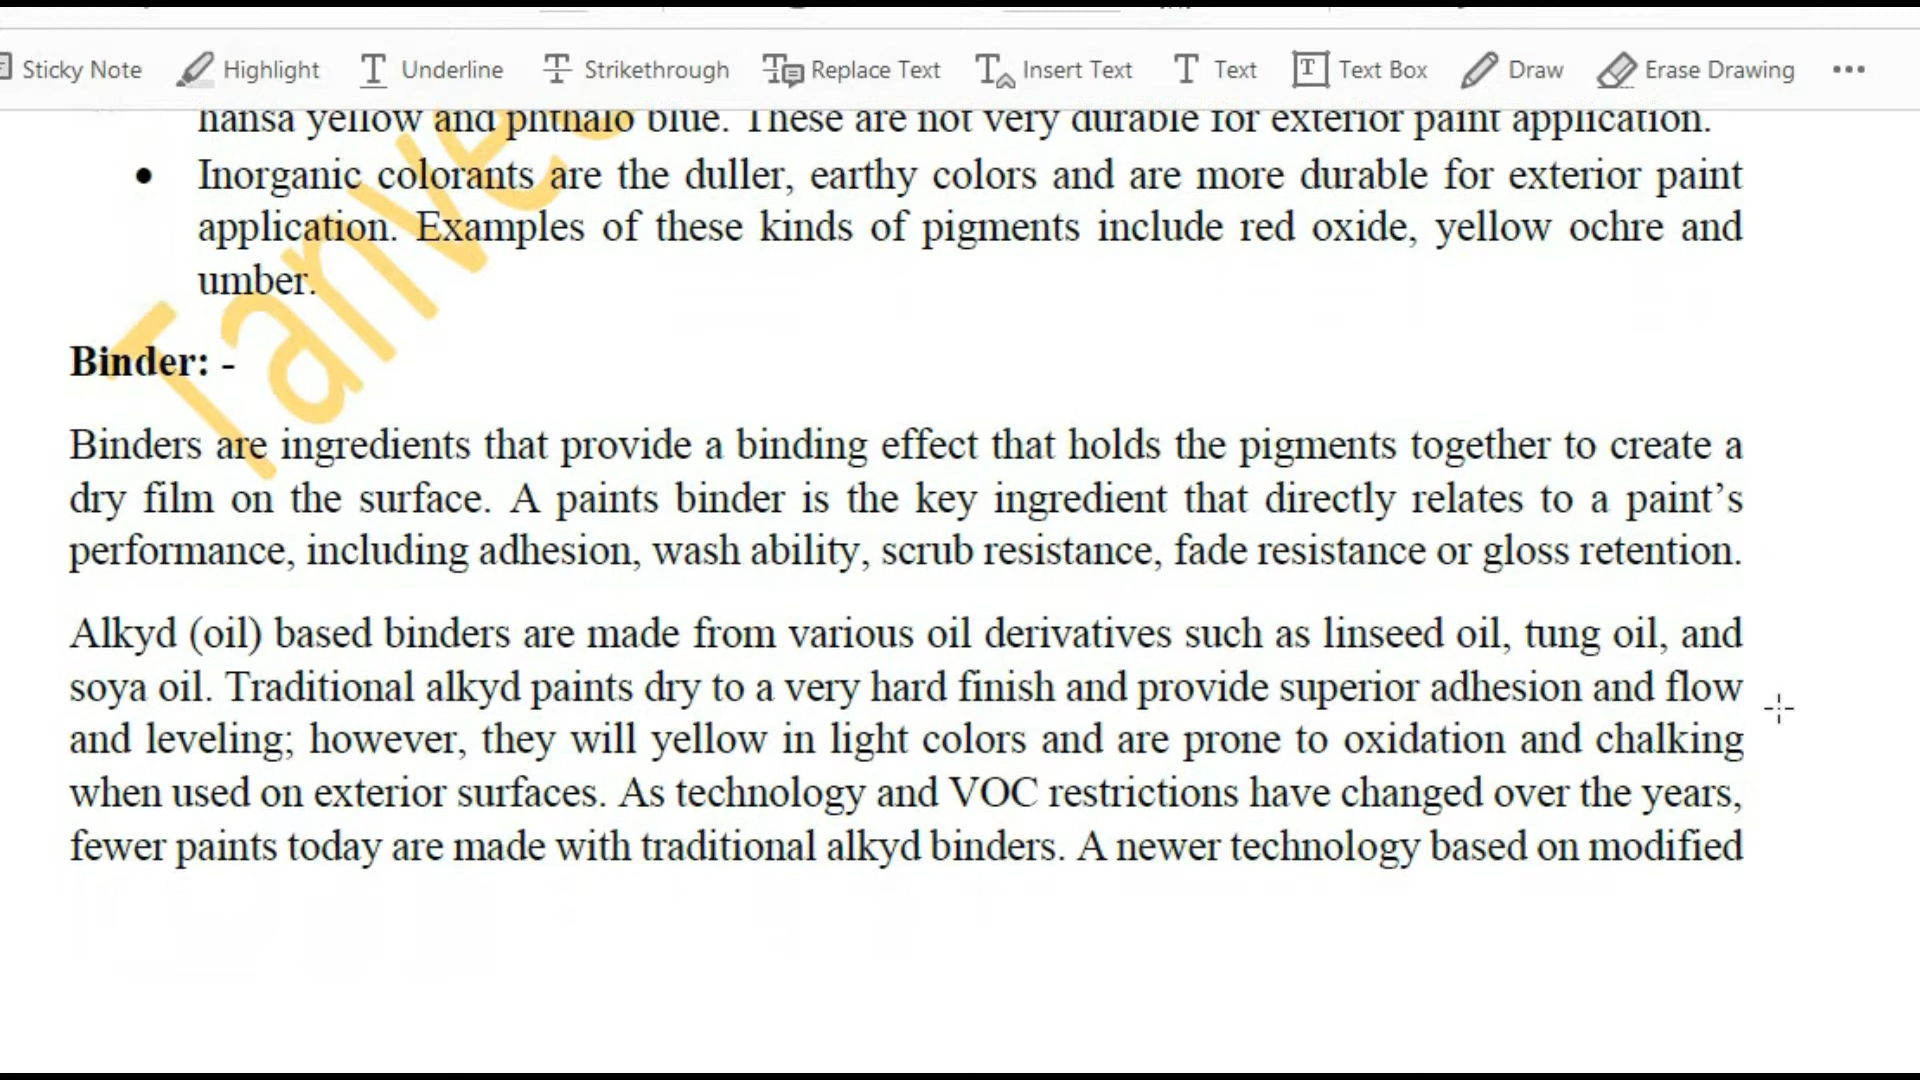 Sticky Note Highlight Underline Strikethrough Replace Text Insert Text Text Text Box Draw Erase Drawing
hansa yellow and phthalo blue. These are not very durable for exterior paint application.
• Inorganic colorants are the duller, earthy colors and are more durable for exterior paint
application. Examples of these kinds of pigments include red oxide, yellow ochre and
umber.
Binder: -
Binders are ingredients that provide a binding effect that holds the pigments together to create a
dry film on the surface. A paints binder is the key ingredient that directly relates to a paint’s
performance, including adhesion, wash ability, scrub resistance, fade resistance or gloss retention.
Alkyd (oil) based binders are made from various oil derivatives such as linseed oil, tung oil, and
soya oil. Traditional alkyd paints dry to a very hard finish and provide superior adhesion and flow
and leveling; however, they will yellow in light colors and are prone to oxidation and chalking
when used on exterior surfaces. As technology and VOC restrictions have changed over the years,
fewer paints today are made with traditional alkyd binders. A newer technology based on modified